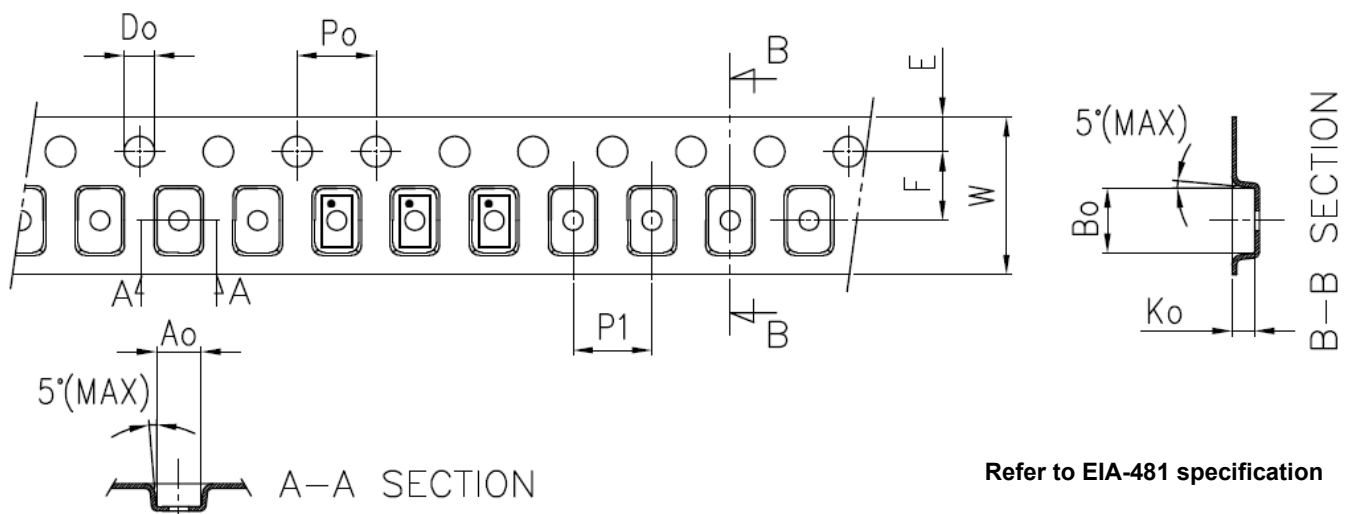 Do
Po
B
E
5°(MAX)
F
W
Bo
B-B SECTION
A
A
P1
B
Ko
Ao
5°(MAX)
A-A SECTION
Refer to EIA-481 specification